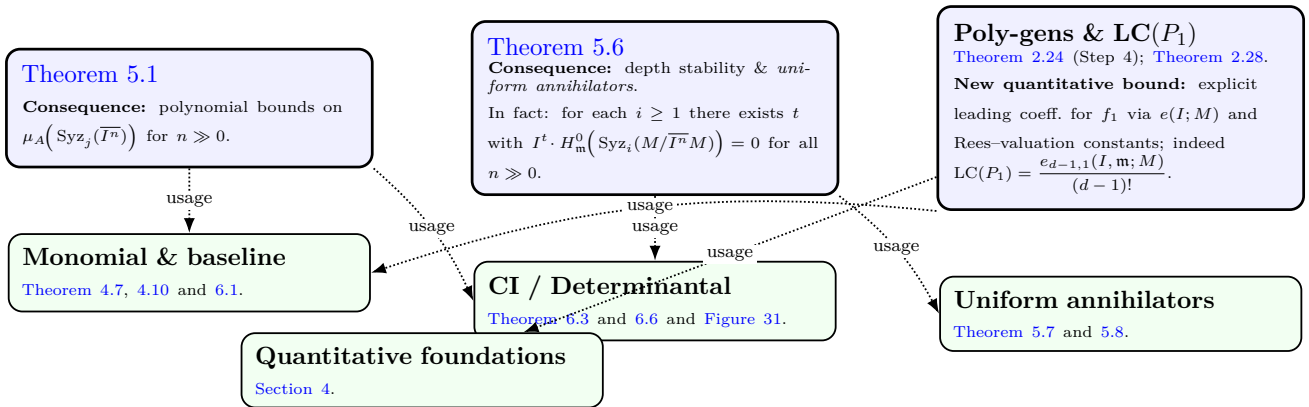 Theorem 5.1
Consequence: polynomial bounds on
μ_A(Syz_j(\overline{I^n})) for n ≫ 0.
Theorem 5.6
Consequence: depth stability & uni-
form annihilators.
In fact: for each i ≥ 1 there exists t
with I^t · H^0_𝔪(Syz_i(M/\overline{I^n}M)) = 0 for all
n ≫ 0.
Poly-gens & LC(P_1)
Theorem 2.24 (Step 4); Theorem 2.28.
New quantitative bound: explicit
leading coeff. for f_1 via e(I; M) and
Rees–valuation constants; indeed
LC(P_1) = \frac{e_{d−1,1}(I, 𝔪; M)}{(d − 1)!}.
usage
usage
usage
usage
usage
usage
Monomial & baseline
Theorem 4.7, 4.10 and 6.1.
CI / Determinantal
Theorem 6.3 and 6.6 and Figure 31.
Uniform annihilators
Theorem 5.7 and 5.8.
Quantitative foundations
Section 4.